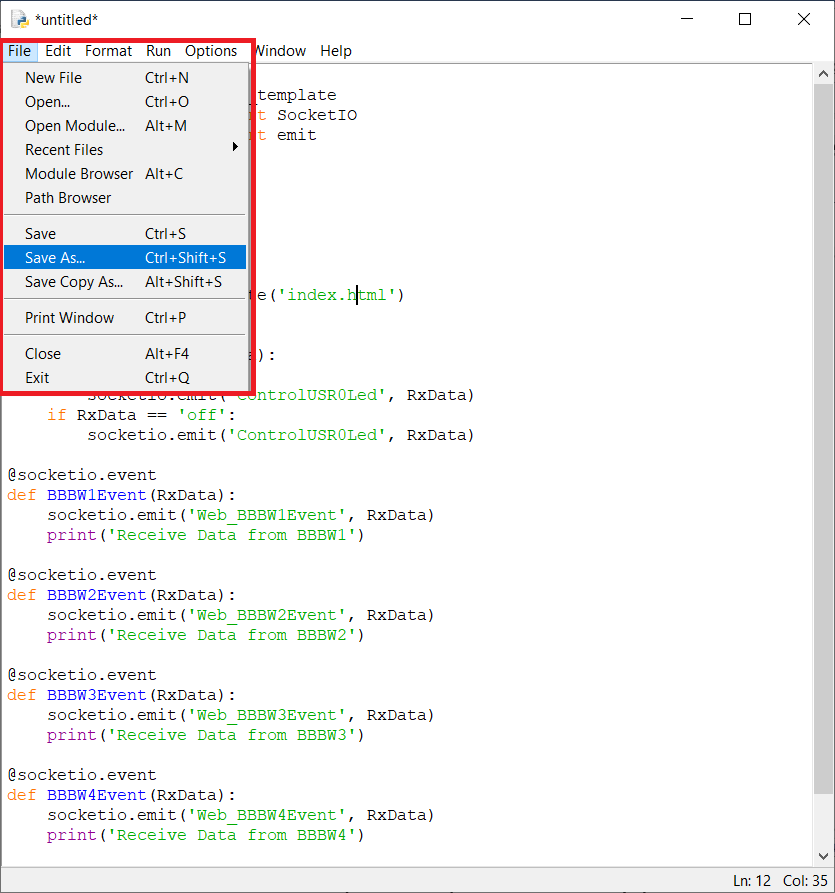 *untitled*
File Edit Format Run Options Window Help
New File Ctrl+N
Open... Ctrl+O
Open Module... Alt+M
Recent Files
Module Browser Alt+C
Path Browser
Save Ctrl+S
Save As... Ctrl+Shift+S
Save Copy As... Alt+Shift+S
Print Window Ctrl+P
Close Alt+F4
Exit Ctrl+Q
_template
SocketIO
emit
('index.html')
):
socketio.emit('ControlUSR0Led', RxData)
if RxData == 'off':
socketio.emit('ControlUSR0Led', RxData)
@socketio.event
def BBBW1Event(RxData):
socketio.emit('Web_BBBW1Event', RxData)
print('Receive Data from BBBW1')
@socketio.event
def BBBW2Event(RxData):
socketio.emit('Web_BBBW2Event', RxData)
print('Receive Data from BBBW2')
@socketio.event
def BBBW3Event(RxData):
socketio.emit('Web_BBBW3Event', RxData)
print('Receive Data from BBBW3')
@socketio.event
def BBBW4Event(RxData):
socketio.emit('Web_BBBW4Event', RxData)
print('Receive Data from BBBW4')
Ln: 12 Col: 35